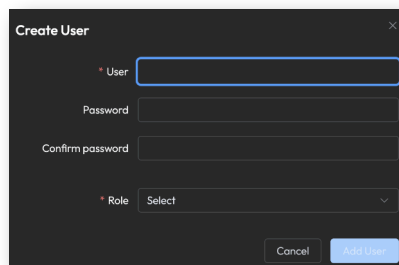 Create User
* User
Password
Confirm password
* Role Select
Cancel Add User